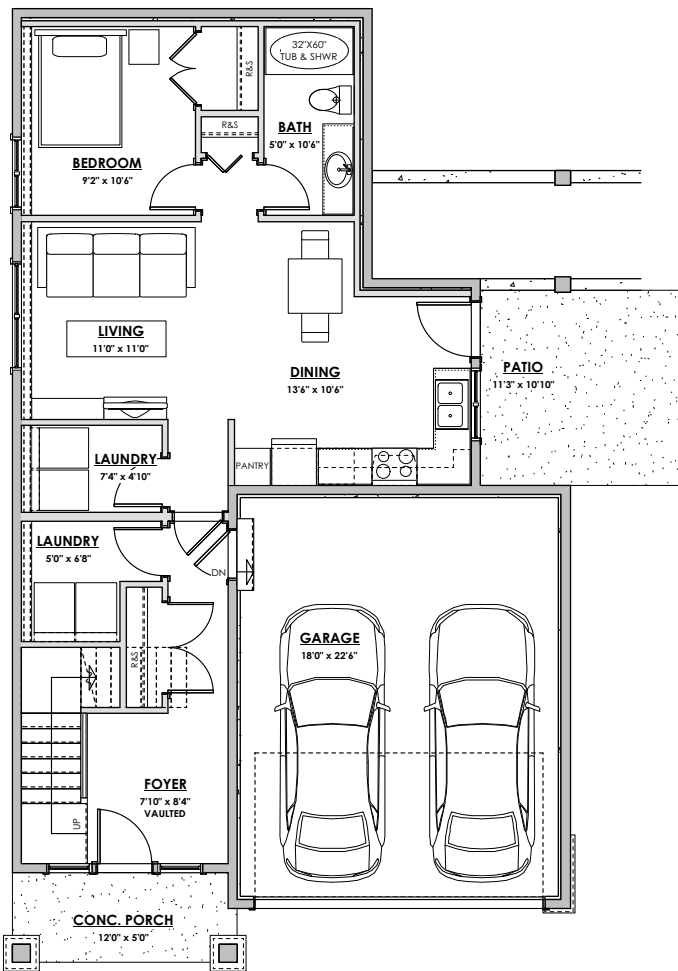 32"X60"
TUB & SHWR
R&S
R&S
BATH
5'0" x 10'6"
BEDROOM
9'2" x 10'6"
LIVING
11'0" x 11'0"
DINING
13'6" x 10'6"
PATIO
11'3" x 10'10"
PANTRY
LAUNDRY
7'4" x 4'10"
LAUNDRY
5'0" x 6'8"
DN
R&S
GARAGE
18'0" x 22'6"
FOYER
7'10" x 8'4"
VAULTED
UP
CONC. PORCH
12'0" x 5'0"